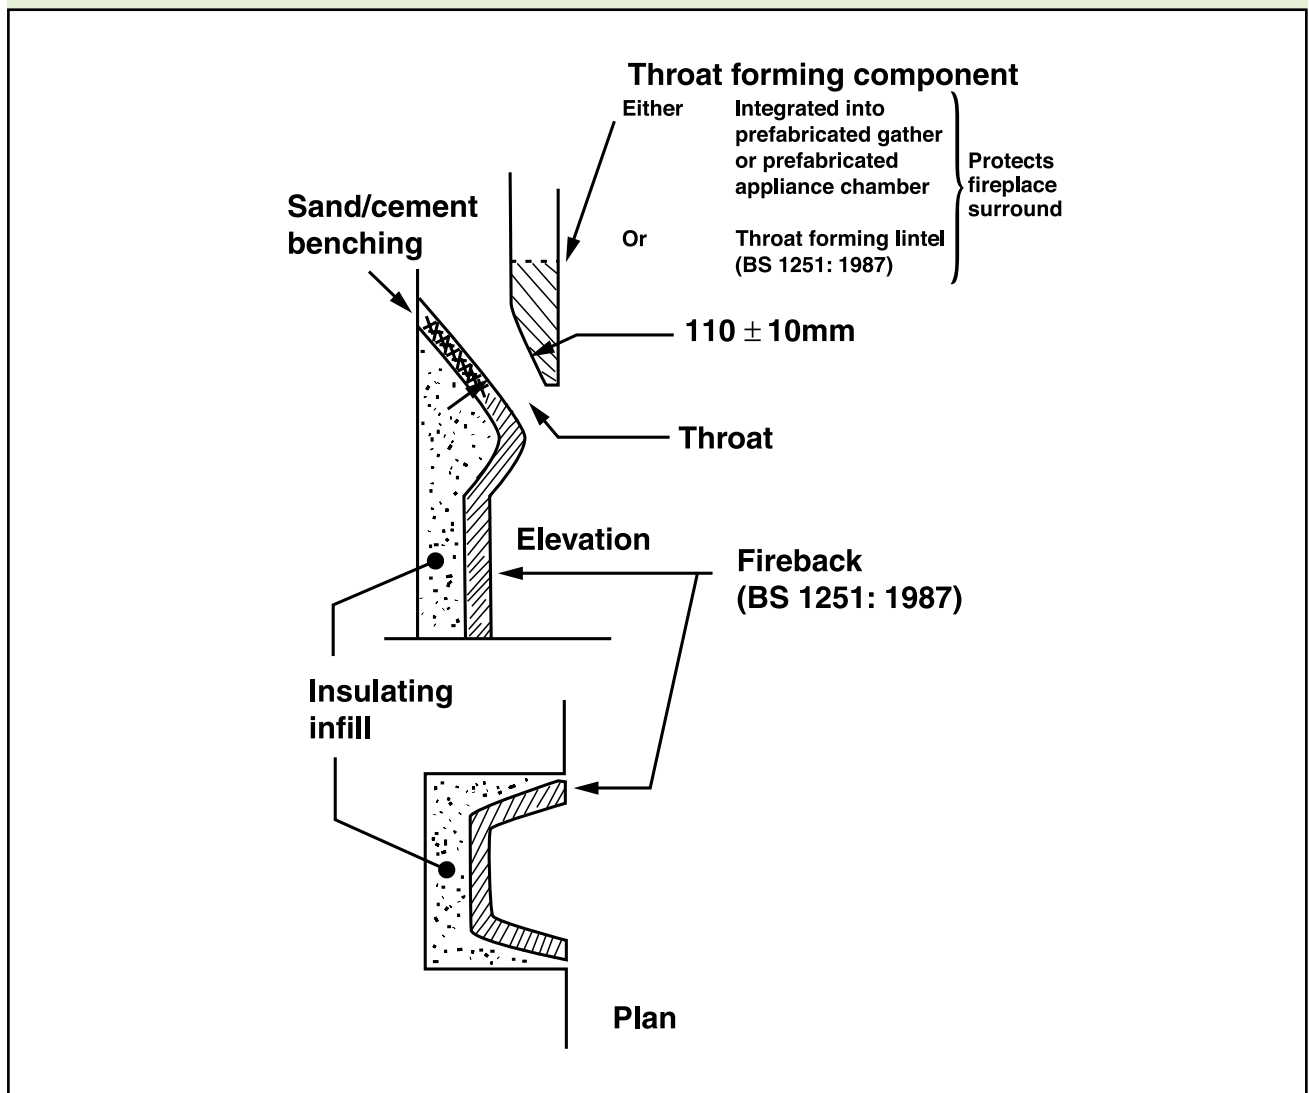 Throat forming component
Either
Integrated into
prefabricated gather
or prefabricated
appliance chamber
Protects
fireplace
surround
Or
Throat forming lintel
(BS 1251: 1987)
Sand/cement
benching
110 ± 10mm
Throat
Elevation
Fireback
(BS 1251: 1987)
Insulating
infill
Plan